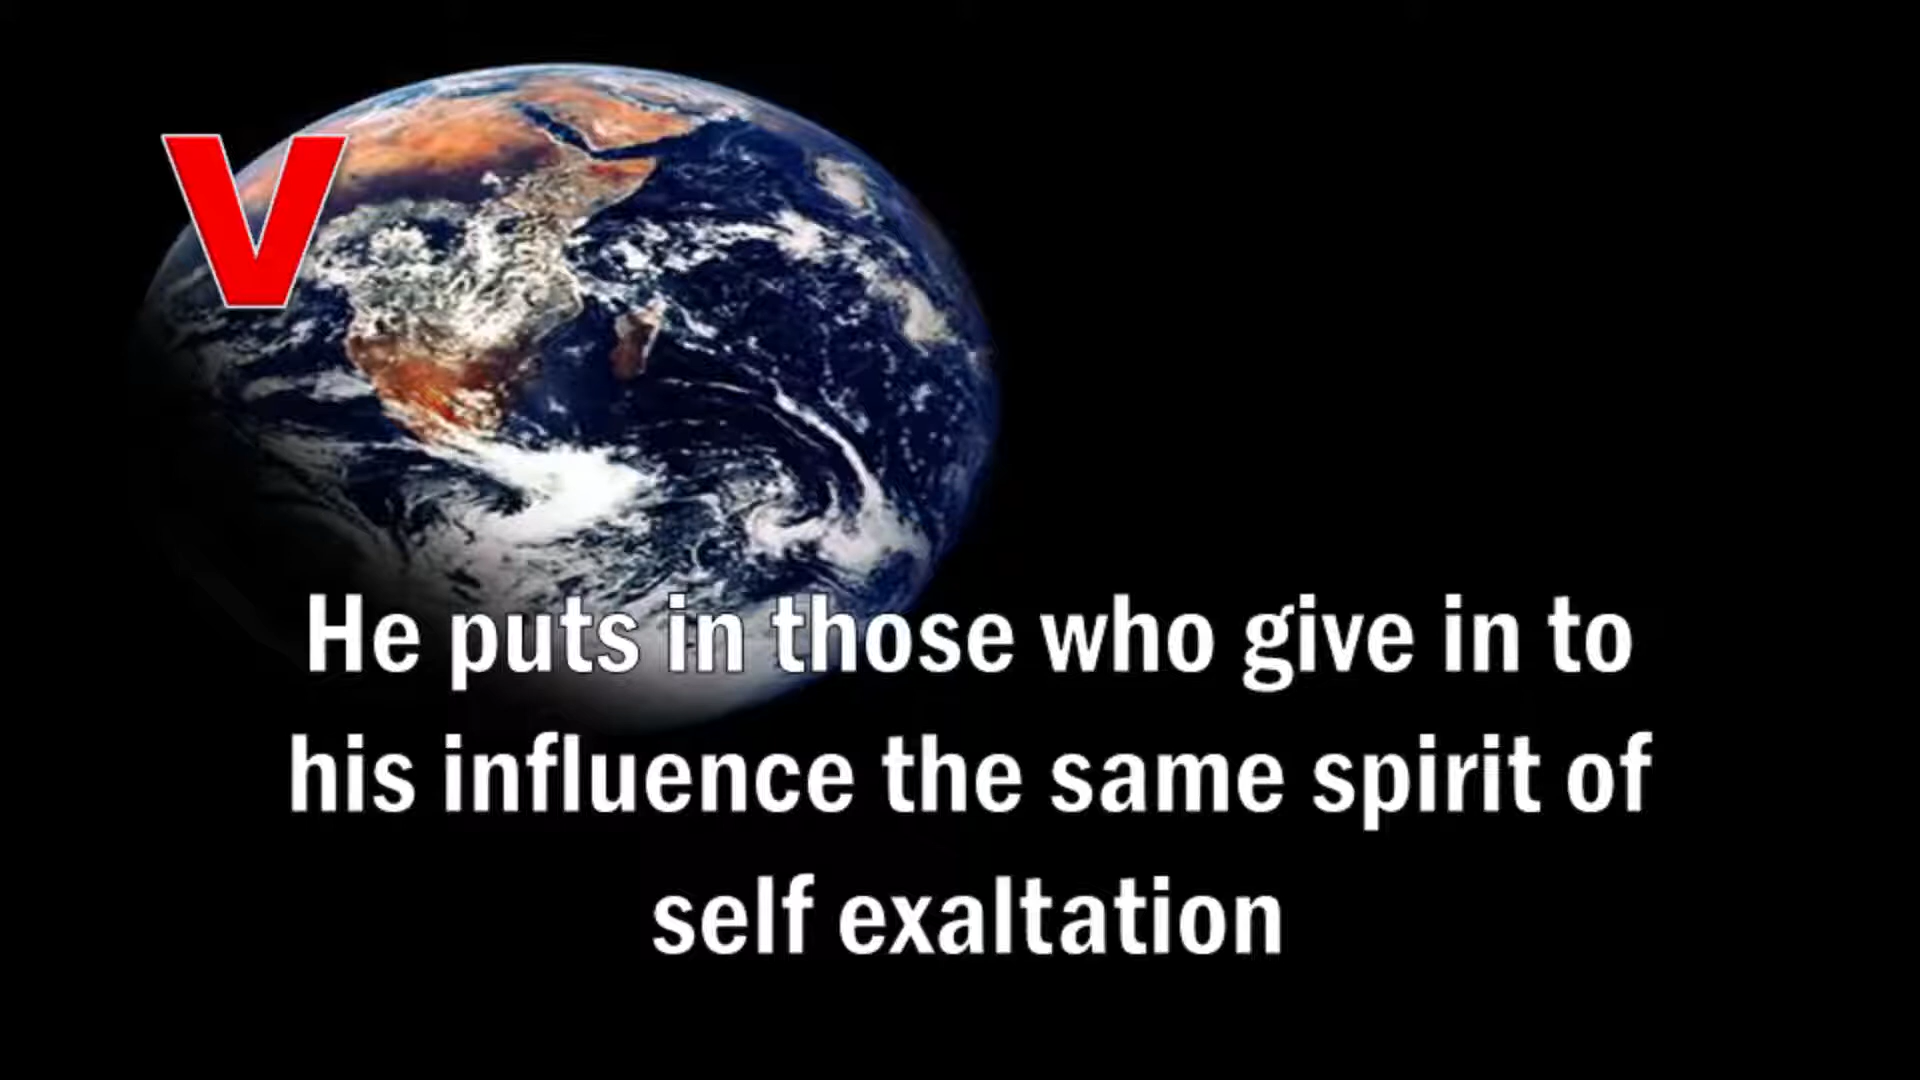 V
He puts in those who give in to
his influence the same spirit of
self exaltation